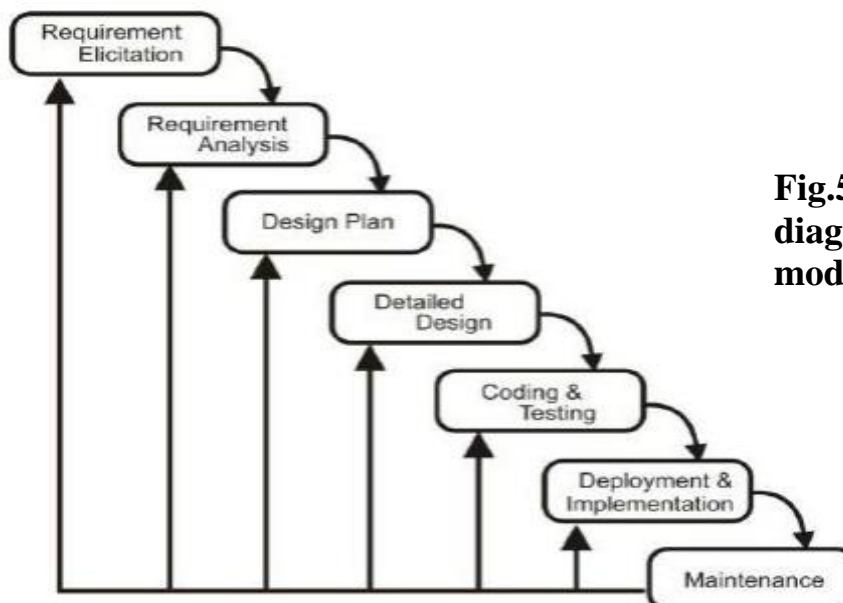 Requirement
Elicitation
Requirement
Analysis
Design Plan
Detailed
Design
Coding &
Testing
Deployment &
Implementation
Maintenance
Fig.5
diag
mod